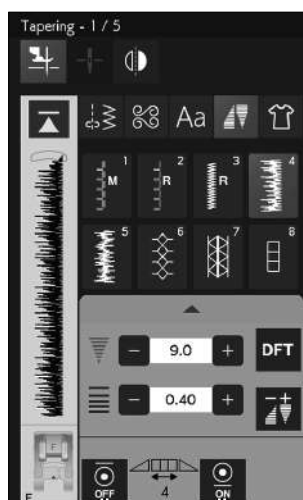 Tapering - 1 / 5
Aa
1 2 3 4
M R R
5 6 7 8
9.0 DFT
0.40
F
OFF 4 ON
F